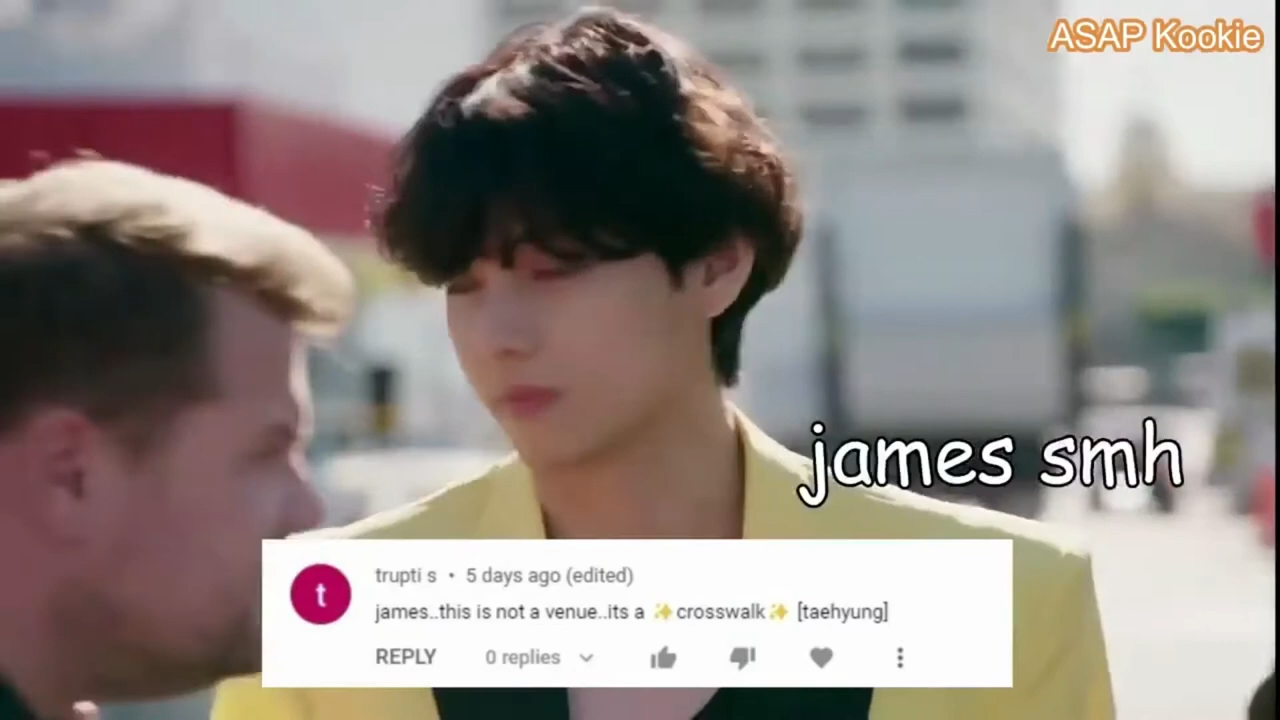 ASAP Kookie
james smh
t
trupti s • 5 days ago (edited)
james..this is not a venue..its a ✨crosswalk✨ [taehyung]
REPLY 0 replies